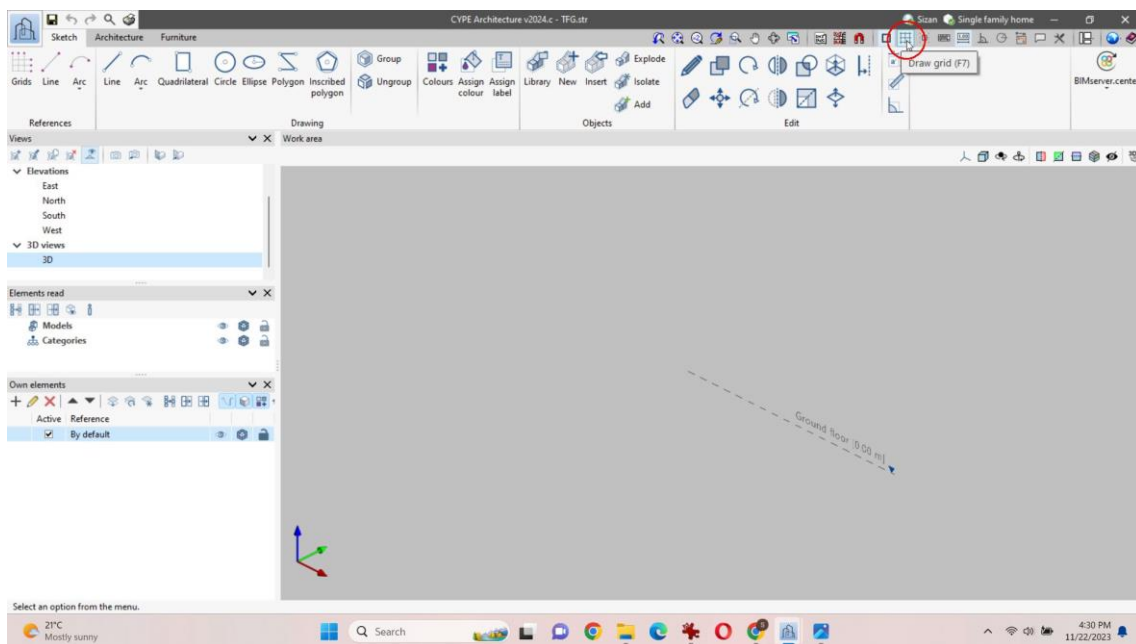 CYPE Architecture v2024.c - TFG.str
Sizan
Single family home
Sketch
Architecture
Furniture
Draw grid (F7)
Grids
Line
Arc
Line
Arc
Quadrilateral
Circle
Ellipse
Polygon
Inscribed
polygon
Group
Ungroup
Colours
Assign
colour
Assign
label
Library
New
Insert
Explode
Isolate
Add
BIMserver.cente
References
Drawing
Objects
Edit
Views
Work area
Elevations
East
North
South
West
3D views
3D
Elements read
Models
Categories
Own elements
Active
Reference
By default
Ground floor
0.00 m
Select an option from the menu.
21°C
Mostly sunny
Search
4:30 PM
11/22/2023